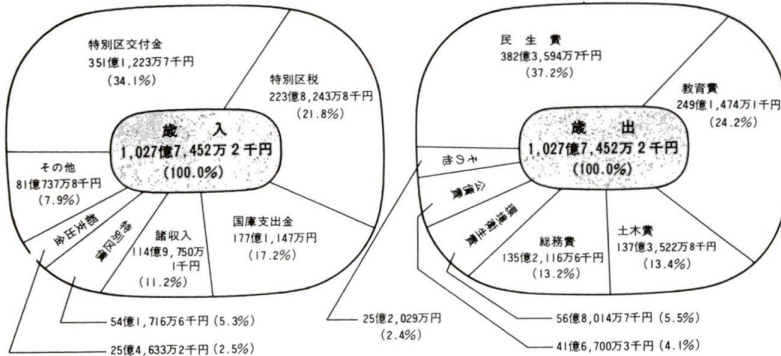 特別区交付金
351億1,223万7千円
(34.1%)
特別区税
223億8,243万8千円
(21.8%)
歳 入
1,027億7,452万2千円
(100.0%)
その他
81億737万8千円
(7.9%)
都支出金
特別区債
諸収入
114億9,750万
1千円
(11.2%)
国庫支出金
177億1,147万円
(17.2%)
54億1,716万6千円(5.3%)
25億4,633万2千円(2.5%)
民 生 費
382億3,594万7千円
(37.2%)
教育費
249億1,474万1千円
(24.2%)
歳 出
1,027億7,452万2千円
(100.0%)
その他
公債費
環境衛生費
総務費
135億2,116万6千円
(13.2%)
土木費
137億3,522万8千円
(13.4%)
25億2,029万円
(2.4%)
56億8,014万7千円(5.5%)
41億6,700万3千円(4.1%)